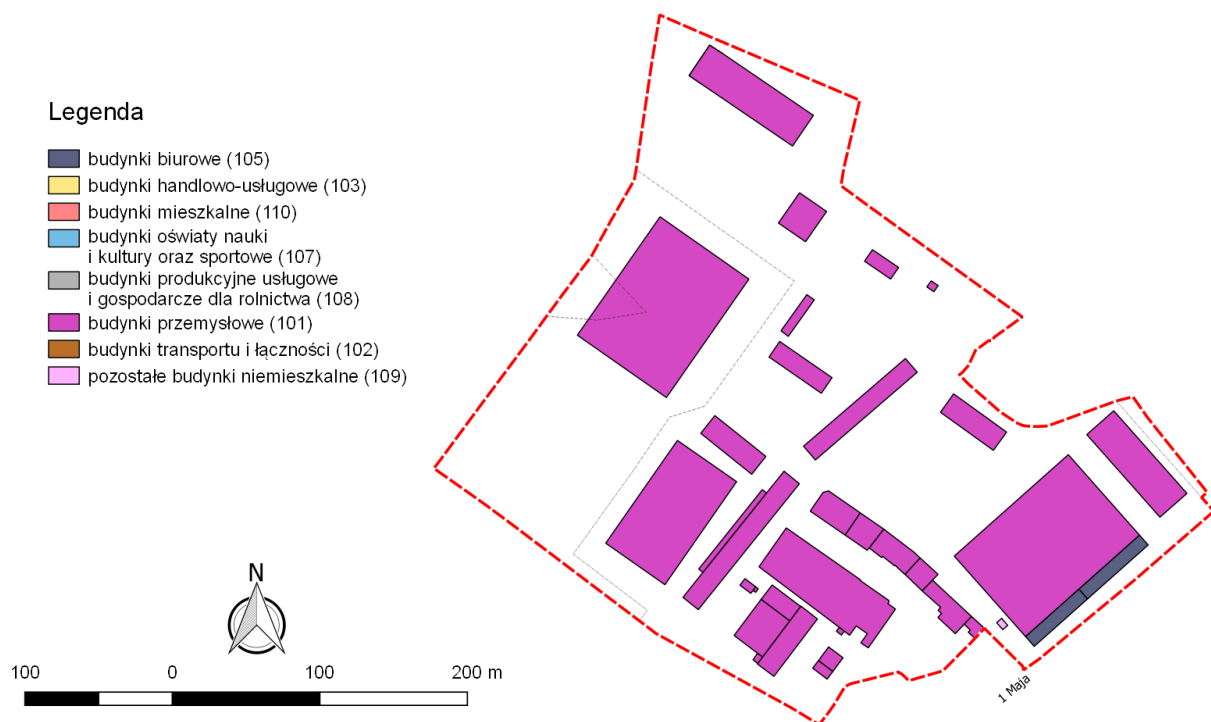 Legenda
budynki biurowe (105)
budynki handlowo-usługowe (103)
budynki mieszkalne (110)
budynki oświaty nauki
i kultury oraz sportowe (107)
budynki produkcyjne usługowe
i gospodarcze dla rolnictwa (108)
budynki przemysłowe (101)
budynki transportu i łączności (102)
pozostałe budynki niemieszkalne (109)
N
100 0 100 200 m
1 Maja